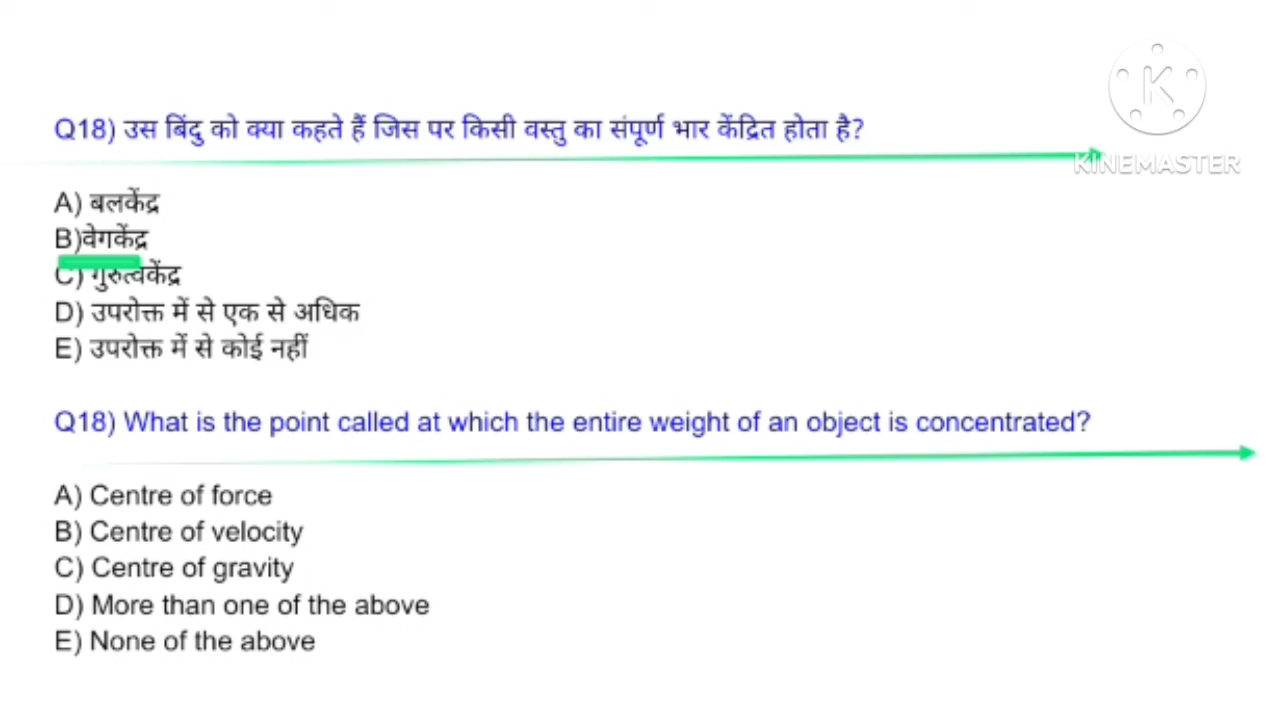 Q18) उस बिंदु को क्या कहते हैं जिस पर किसी वस्तु का संपूर्ण भार केंद्रित होता है?
KINEMASTER
A) बलकेंद्र
B)वेगकेंद्र
C) गुरुत्वकेंद्र
D) उपरोक्त में से एक से अधिक
E) उपरोक्त में से कोई नहीं
Q18) What is the point called at which the entire weight of an object is concentrated?
A) Centre of force
B) Centre of velocity
C) Centre of gravity
D) More than one of the above
E) None of the above